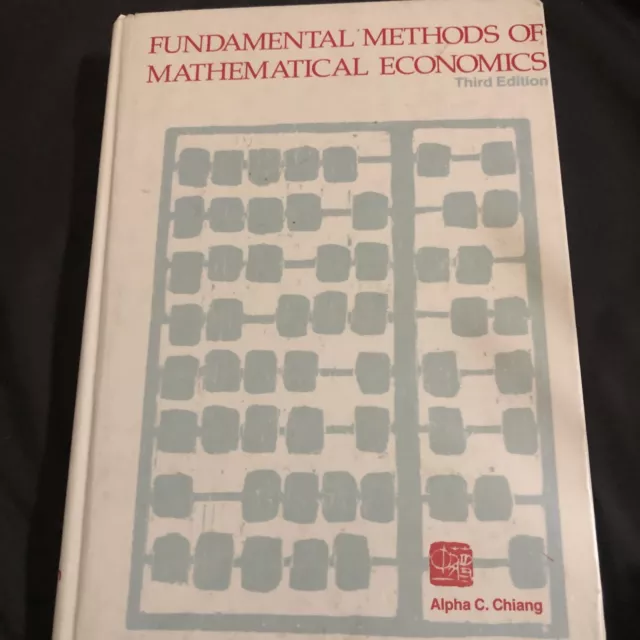 FUNDAMENTAL METHODS OF
MATHEMATICAL ECONOMICS
Third Edition
Alpha C. Chiang